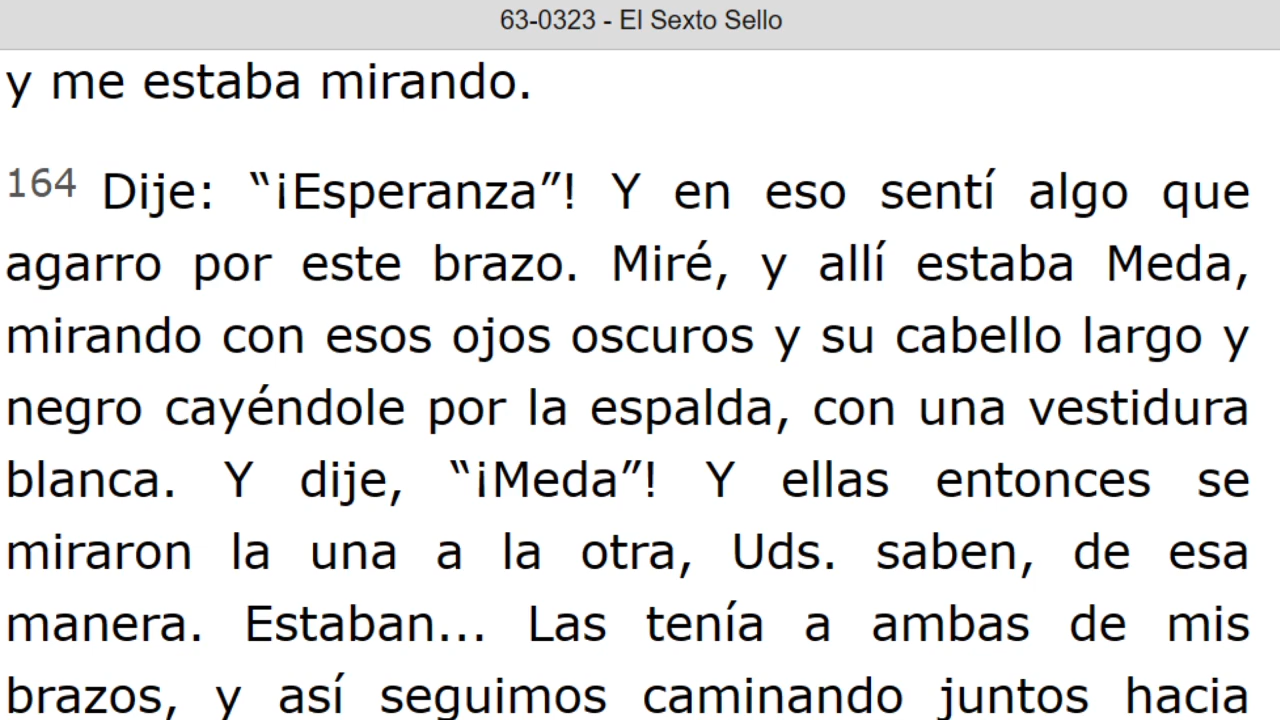 63-0323 - El Sexto Sello
y me estaba mirando.
164 Dije: “¡Esperanza”! Y en eso sentí algo que
agarro por este brazo. Miré, y allí estaba Meda,
mirando con esos ojos oscuros y su cabello largo y
negro cayéndole por la espalda, con una vestidura
blanca. Y dije, “¡Meda”! Y ellas entonces se
miraron la una a la otra, Uds. saben, de esa
manera. Estaban... Las tenía a ambas de mis
brazos, y así seguimos caminando juntos hacia